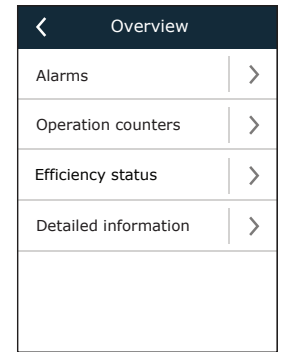 Overview
Alarms
Operation counters
Efficiency status
Detailed information